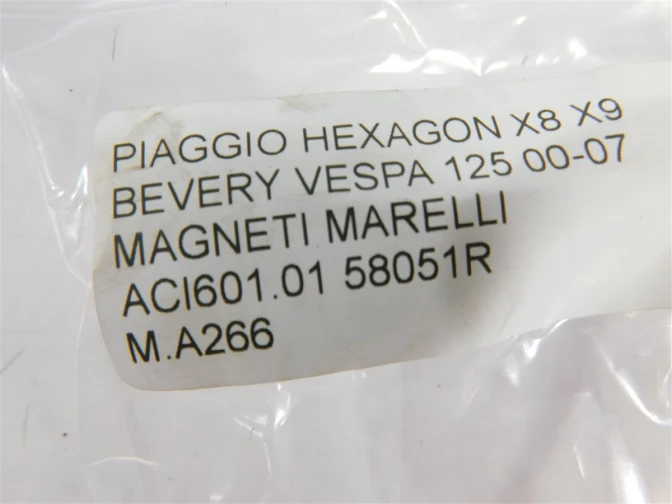 PIAGGIO HEXAGON X8 X9
BEVERY VESPA 125 00-07
MAGNETI MARELLI
ACI601.01 58051R
M.A266